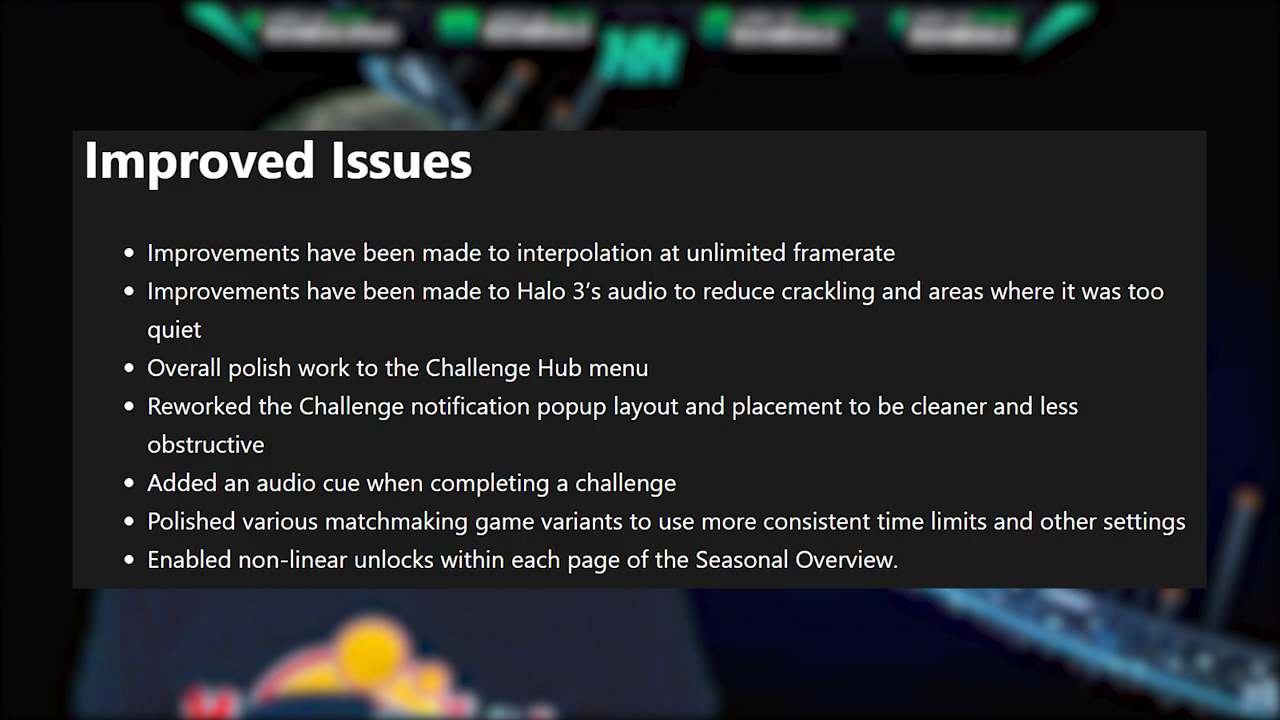 Improved Issues
• Improvements have been made to interpolation at unlimited framerate
• Improvements have been made to Halo 3's audio to reduce crackling and areas where it was too
quiet
• Overall polish work to the Challenge Hub menu
• Reworked the Challenge notification popup layout and placement to be cleaner and less
obstructive
• Added an audio cue when completing a challenge
• Polished various matchmaking game variants to use more consistent time limits and other settings
• Enabled non-linear unlocks within each page of the Seasonal Overview.